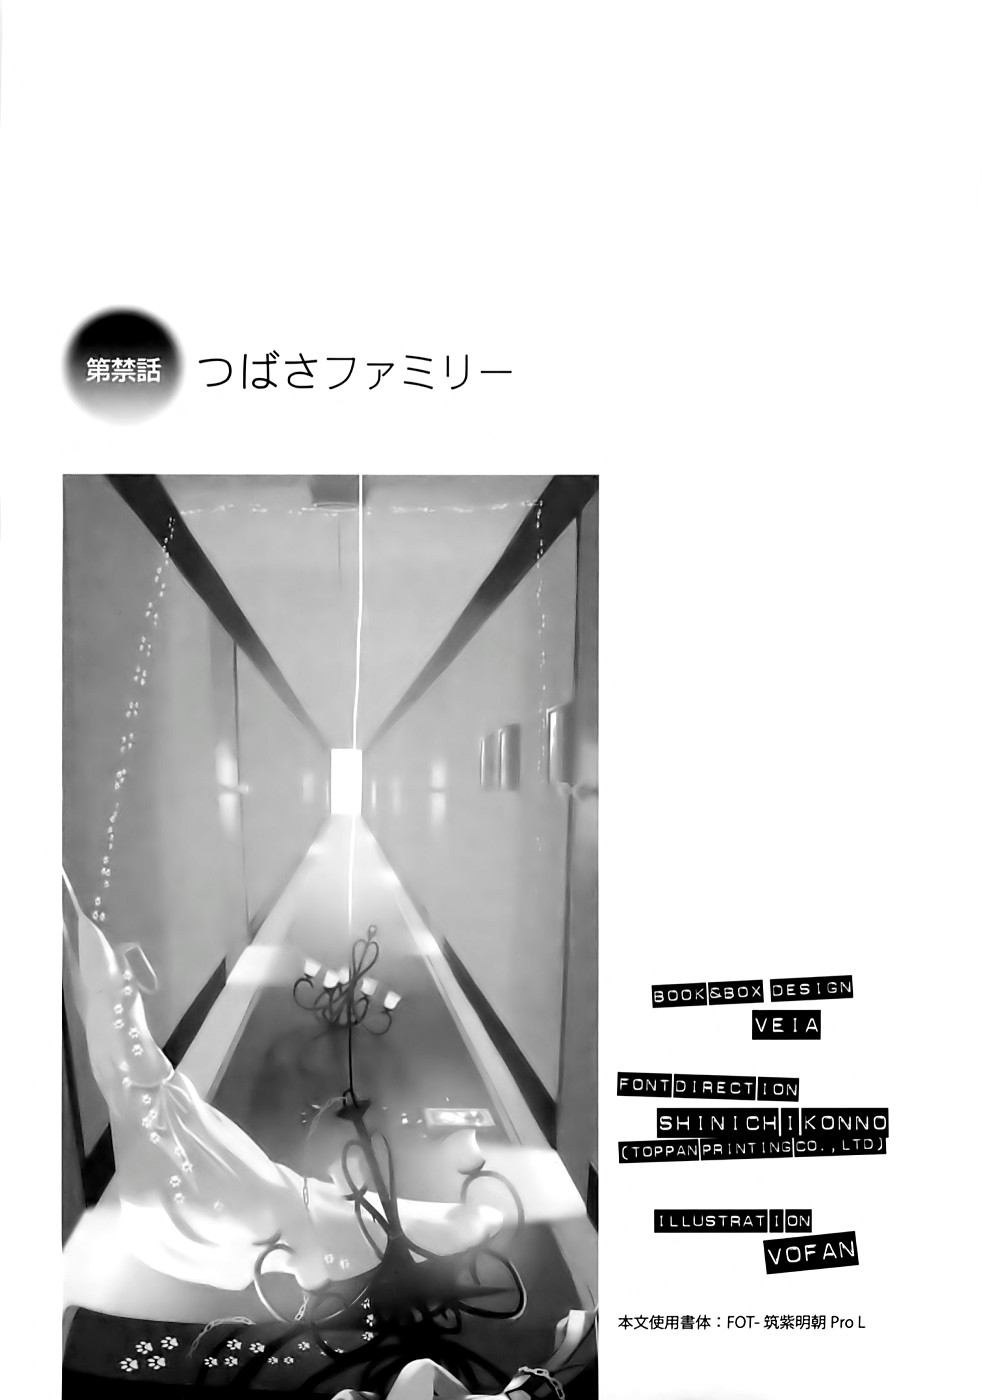 第禁話
つばさファミリー
BOOK&BOX DESIGN
VEIA
FONT DIRECTION
SHINICHI KONNO
(TOPPAN PRINTING CO., LTD)
ILLUSTRATION
VOFAN
本文使用書体：FOT- 筑紫明朝 Pro L